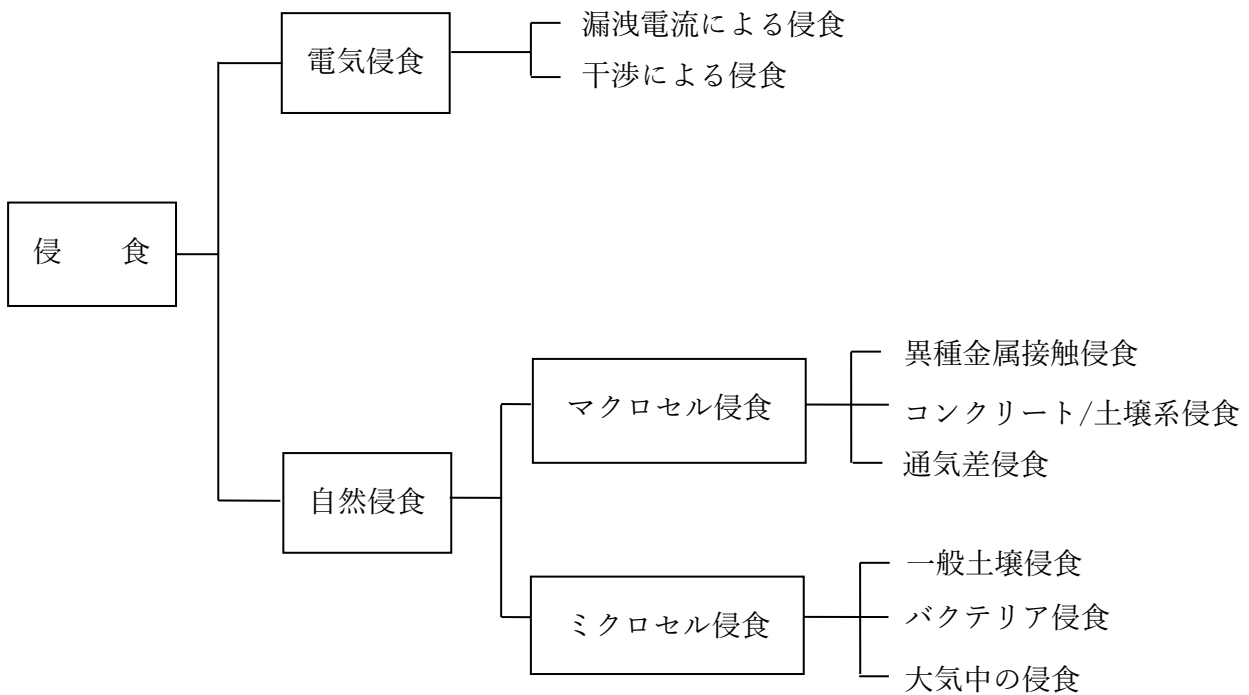 漏洩電流による侵食
電気侵食
干渉による侵食
侵　　食
異種金属接触侵食
マクロセル侵食
コンクリート/土壌系侵食
通気差侵食
自然侵食
一般土壌侵食
ミクロセル侵食
バクテリア侵食
大気中の侵食